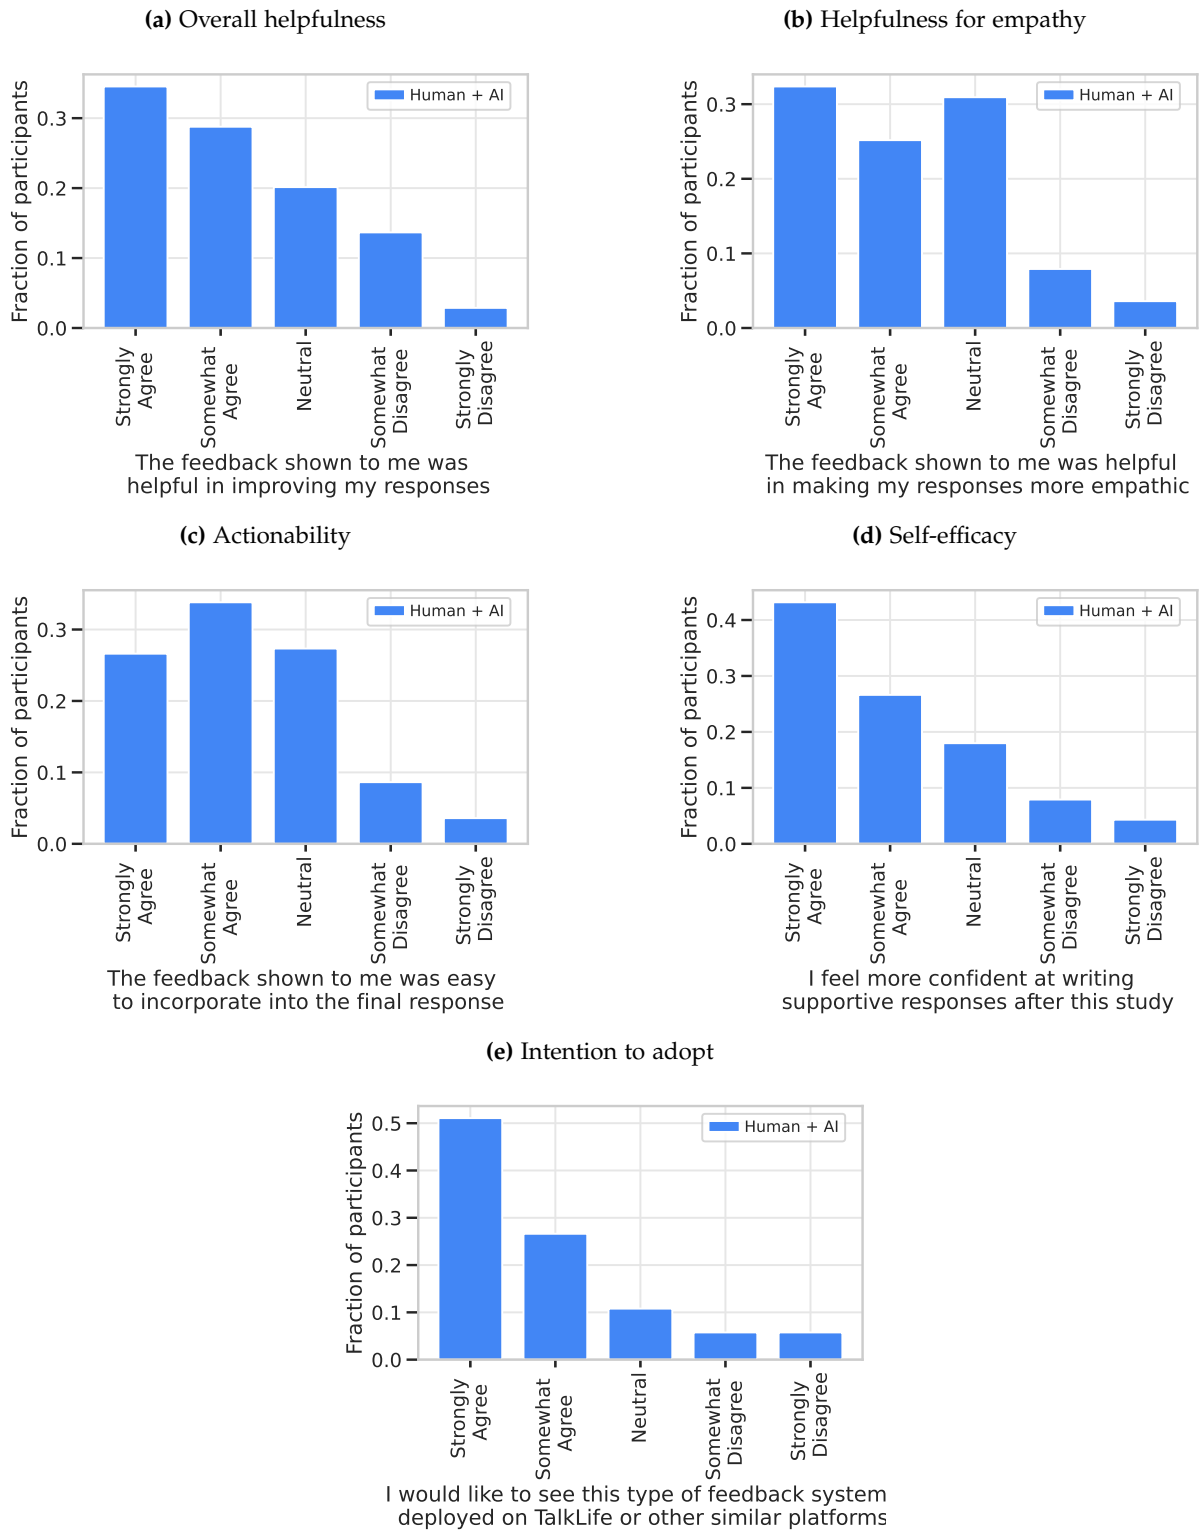 (a) Overall helpfulness
Fraction of participants
0.3
0.2
0.1
0.0
Human + AI
Strongly
Agree
Somewhat
Agree
Neutral
Somewhat
Disagree
Strongly
Disagree
The feedback shown to me was
helpful in improving my responses
(b) Helpfulness for empathy
Fraction of participants
0.3
0.2
0.1
0.0
Human + AI
Strongly
Agree
Somewhat
Agree
Neutral
Somewhat
Disagree
Strongly
Disagree
The feedback shown to me was helpful
in making my responses more empathic
(c) Actionability
Fraction of participants
0.3
0.2
0.1
0.0
Human + AI
Strongly
Agree
Somewhat
Agree
Neutral
Somewhat
Disagree
Strongly
Disagree
The feedback shown to me was easy
to incorporate into the final response
(d) Self-efficacy
Fraction of participants
0.4
0.3
0.2
0.1
0.0
Human + AI
Strongly
Agree
Somewhat
Agree
Neutral
Somewhat
Disagree
Strongly
Disagree
I feel more confident at writing
supportive responses after this study
(e) Intention to adopt
Fraction of participants
0.5
0.4
0.3
0.2
0.1
0.0
Human + AI
Strongly
Agree
Somewhat
Agree
Neutral
Somewhat
Disagree
Strongly
Disagree
I would like to see this type of feedback system
deployed on TalkLife or other similar platforms